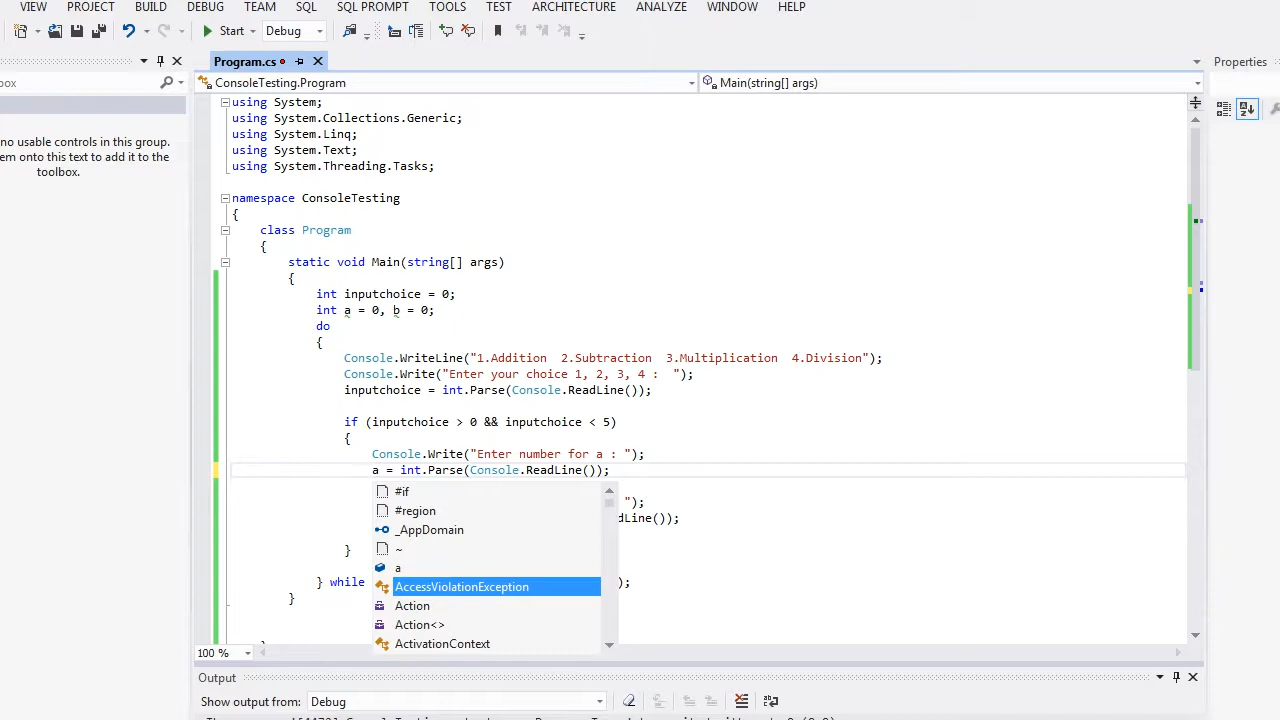 VIEW PROJECT BUILD DEBUG TEAM SQL SQL PROMPT TOOLS TEST ARCHITECTURE ANALYZE WINDOW HELP
Start Debug
Program.cs
Properties
ConsoleTesting.Program Main(string[] args)
box
no usable controls in this group.
em onto this text to add it to the
toolbox.
using System;
using System.Collections.Generic;
using System.Linq;
using System.Text;
using System.Threading.Tasks;
namespace ConsoleTesting
{
class Program
{
static void Main(string[] args)
{
int inputchoice = 0;
int a = 0, b = 0;
do
{
Console.WriteLine("1.Addition  2.Subtraction  3.Multiplication  4.Division");
Console.Write("Enter your choice 1, 2, 3, 4 :  ");
inputchoice = int.Parse(Console.ReadLine());
if (inputchoice > 0 && inputchoice < 5)
{
Console.Write("Enter number for a : ");
a = int.Parse(Console.ReadLine());
#if
#region
");
_AppDomain
dLine());
~
}
a
AccessViolationException
} while );
Action
}
Action<>
ActivationContext
100 %
Output
Show output from: Debug